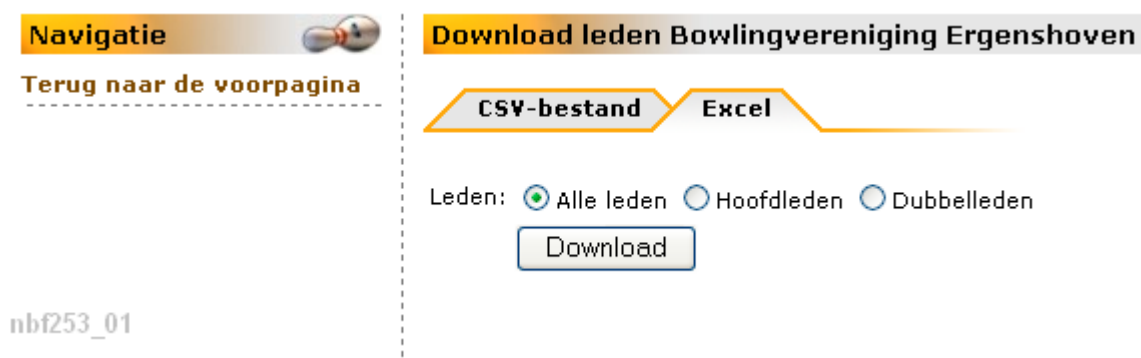 Navigatie
Terug naar de voorpagina
nbf253_01
Download leden Bowlingvereniging Ergenshoven
CSV-bestand
Excel
Leden: Alle leden Hoofdleden Dubbelleden
Download